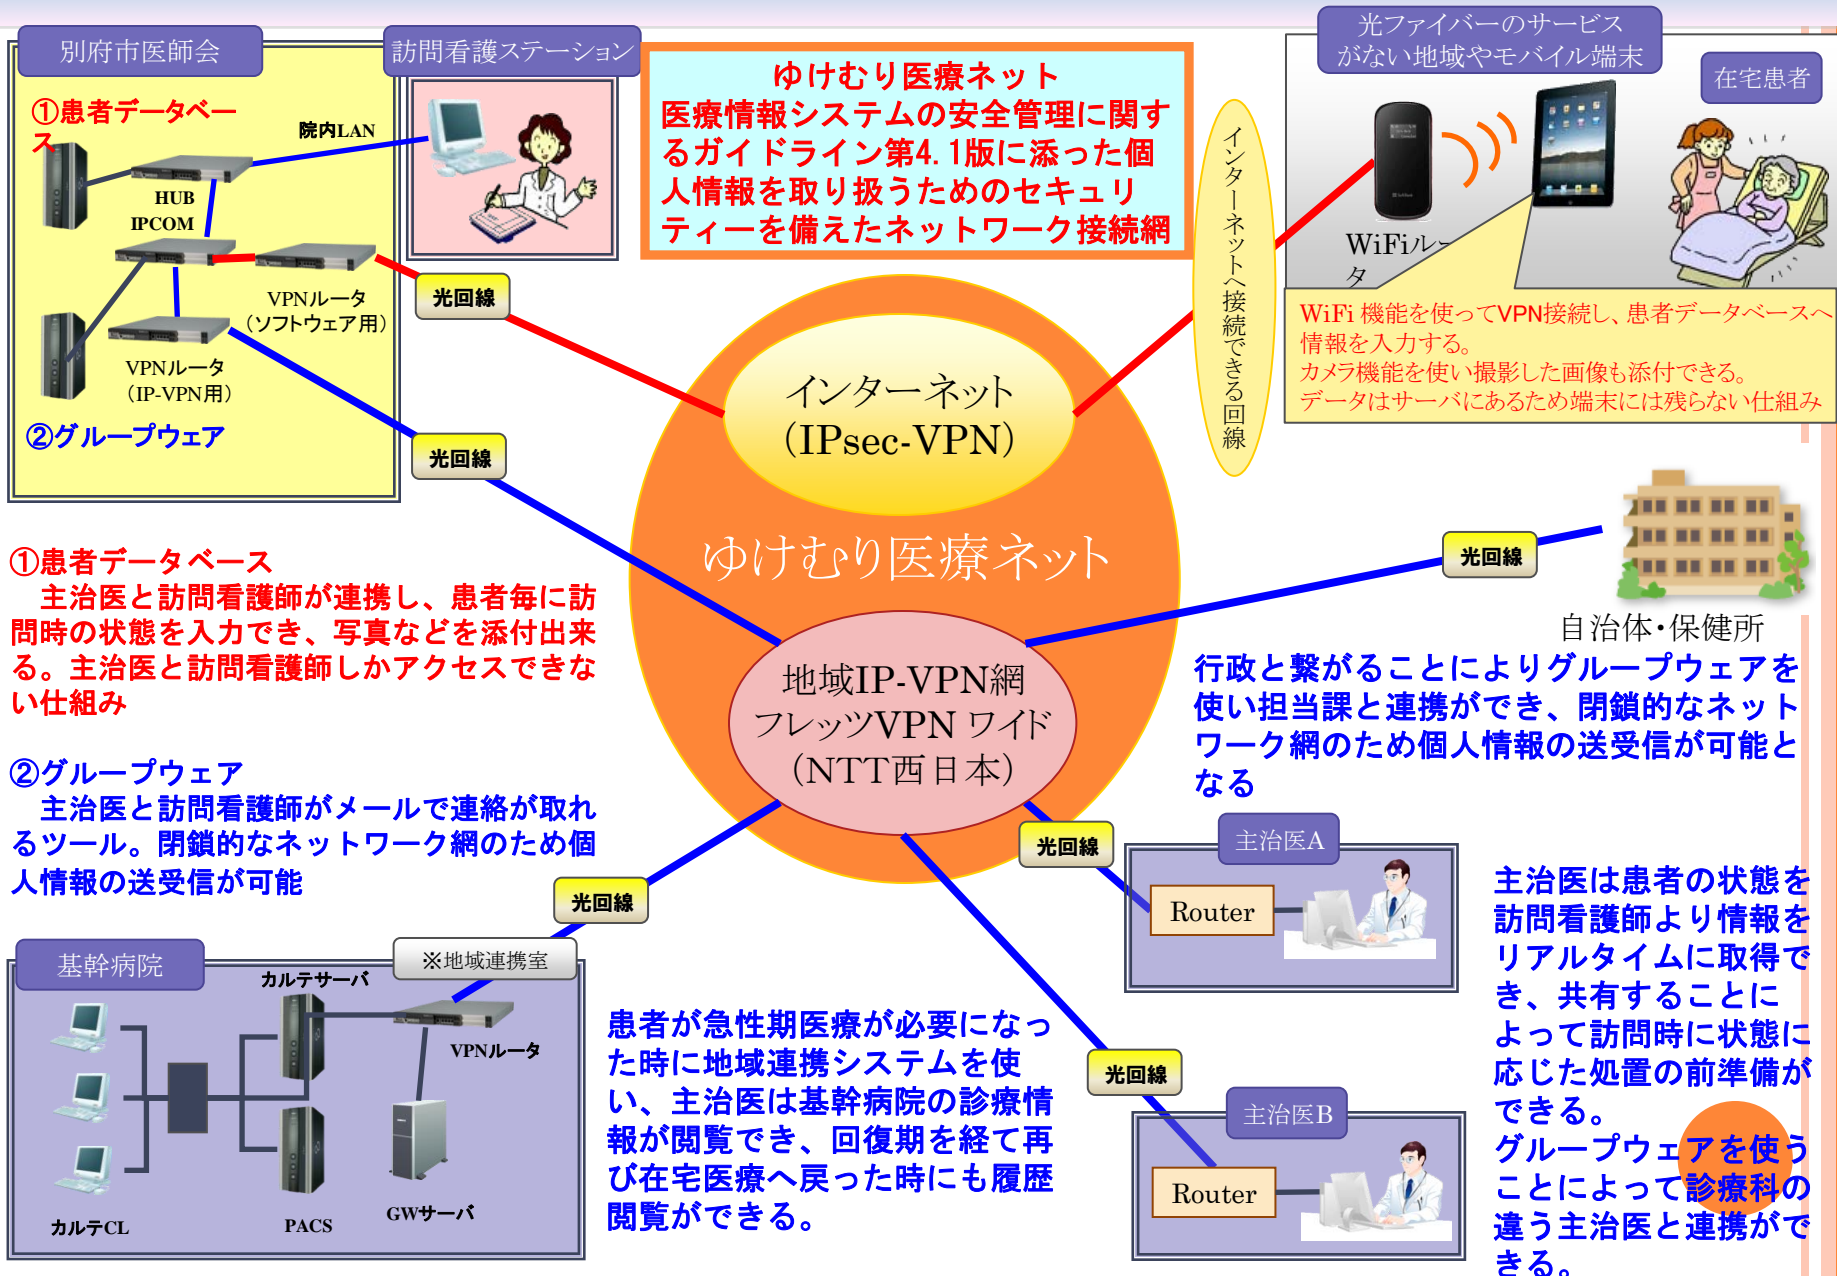 別府市医師会
訪問看護ステーション
①患者データベー
ス
院内LAN
HUB
IPCOM
VPNルータ
（ソフトウェア用）
VPNルータ
（IP-VPN用）
②グループウェア
光回線
光回線
ゆけむり医療ネット
医療情報システムの安全管理に関す
るガイドライン第4.1版に添った個
人情報を取り扱うためのセキュリ
ティーを備えたネットワーク接続網
インターネットへ接続できる回線
光ファイバーのサービス
がない地域やモバイル端末
在宅患者
WiFiルー
タ
WiFi 機能を使ってVPN接続し、患者データベースへ
情報を入力する。
カメラ機能を使い撮影した画像も添付できる。
データはサーバにあるため端末には残らない仕組み
インターネット
（IPsec-VPN）
ゆけむり医療ネット
地域IP-VPN網
フレッツVPN ワイド
（NTT西日本）
光回線
自治体・保健所
行政と繋がることによりグループウェアを
使い担当課と連携ができ、閉鎖的なネット
ワーク網のため個人情報の送受信が可能と
なる
①患者データベース
主治医と訪問看護師が連携し、患者毎に訪
問時の状態を入力でき、写真などを添付出来
る。主治医と訪問看護師しかアクセスできな
い仕組み
②グループウェア
主治医と訪問看護師がメールで連絡が取れ
るツール。閉鎖的なネットワーク網のため個
人情報の送受信が可能
光回線
基幹病院
※地域連携室
カルテサーバ
VPNルータ
カルテCL
PACS
GWサーバ
患者が急性期医療が必要になっ
た時に地域連携システムを使
い、主治医は基幹病院の診療情
報が閲覧でき、回復期を経て再
び在宅医療へ戻った時にも履歴
閲覧ができる。
光回線
主治医A
Router
光回線
主治医B
Router
主治医は患者の状態を
訪問看護師より情報を
リアルタイムに取得で
き、共有することに
よって訪問時に状態に
応じた処置の前準備が
できる。
グループウェアを使う
ことによって診療科の
違う主治医と連携がで
きる。